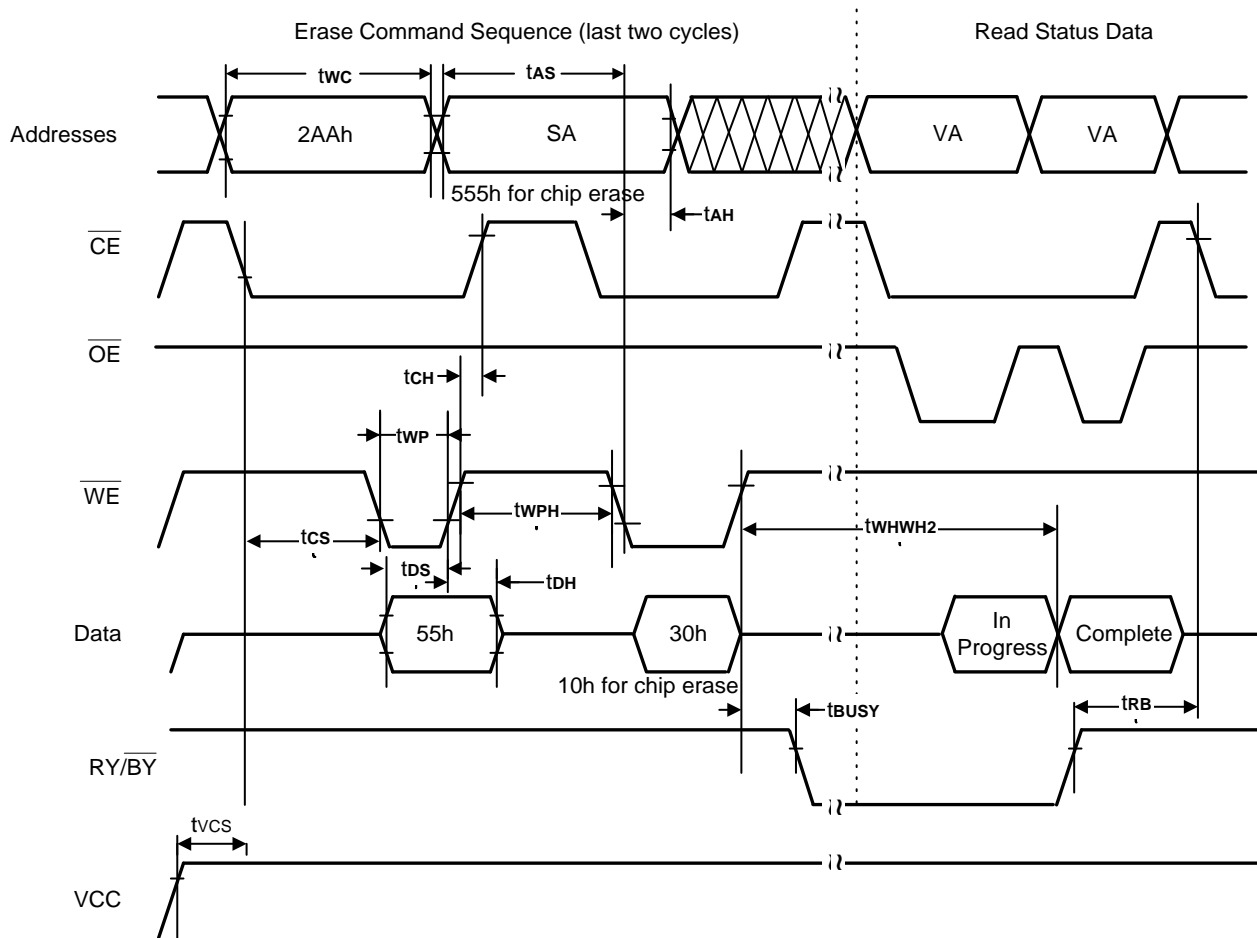 Erase Command Sequence (last two cycles)
Read Status Data
tWC
tAS
Addresses
2AAh
SA
VA
VA
555h for chip erase
tAH
CE
OE
tCH
tWP
WE
tWPH
tWHWH2
tCS
tDS
tDH
Data
55h
30h
In
Progress
Complete
10h for chip erase
tBUSY
tRB
RY/BY
tVCS
VCC